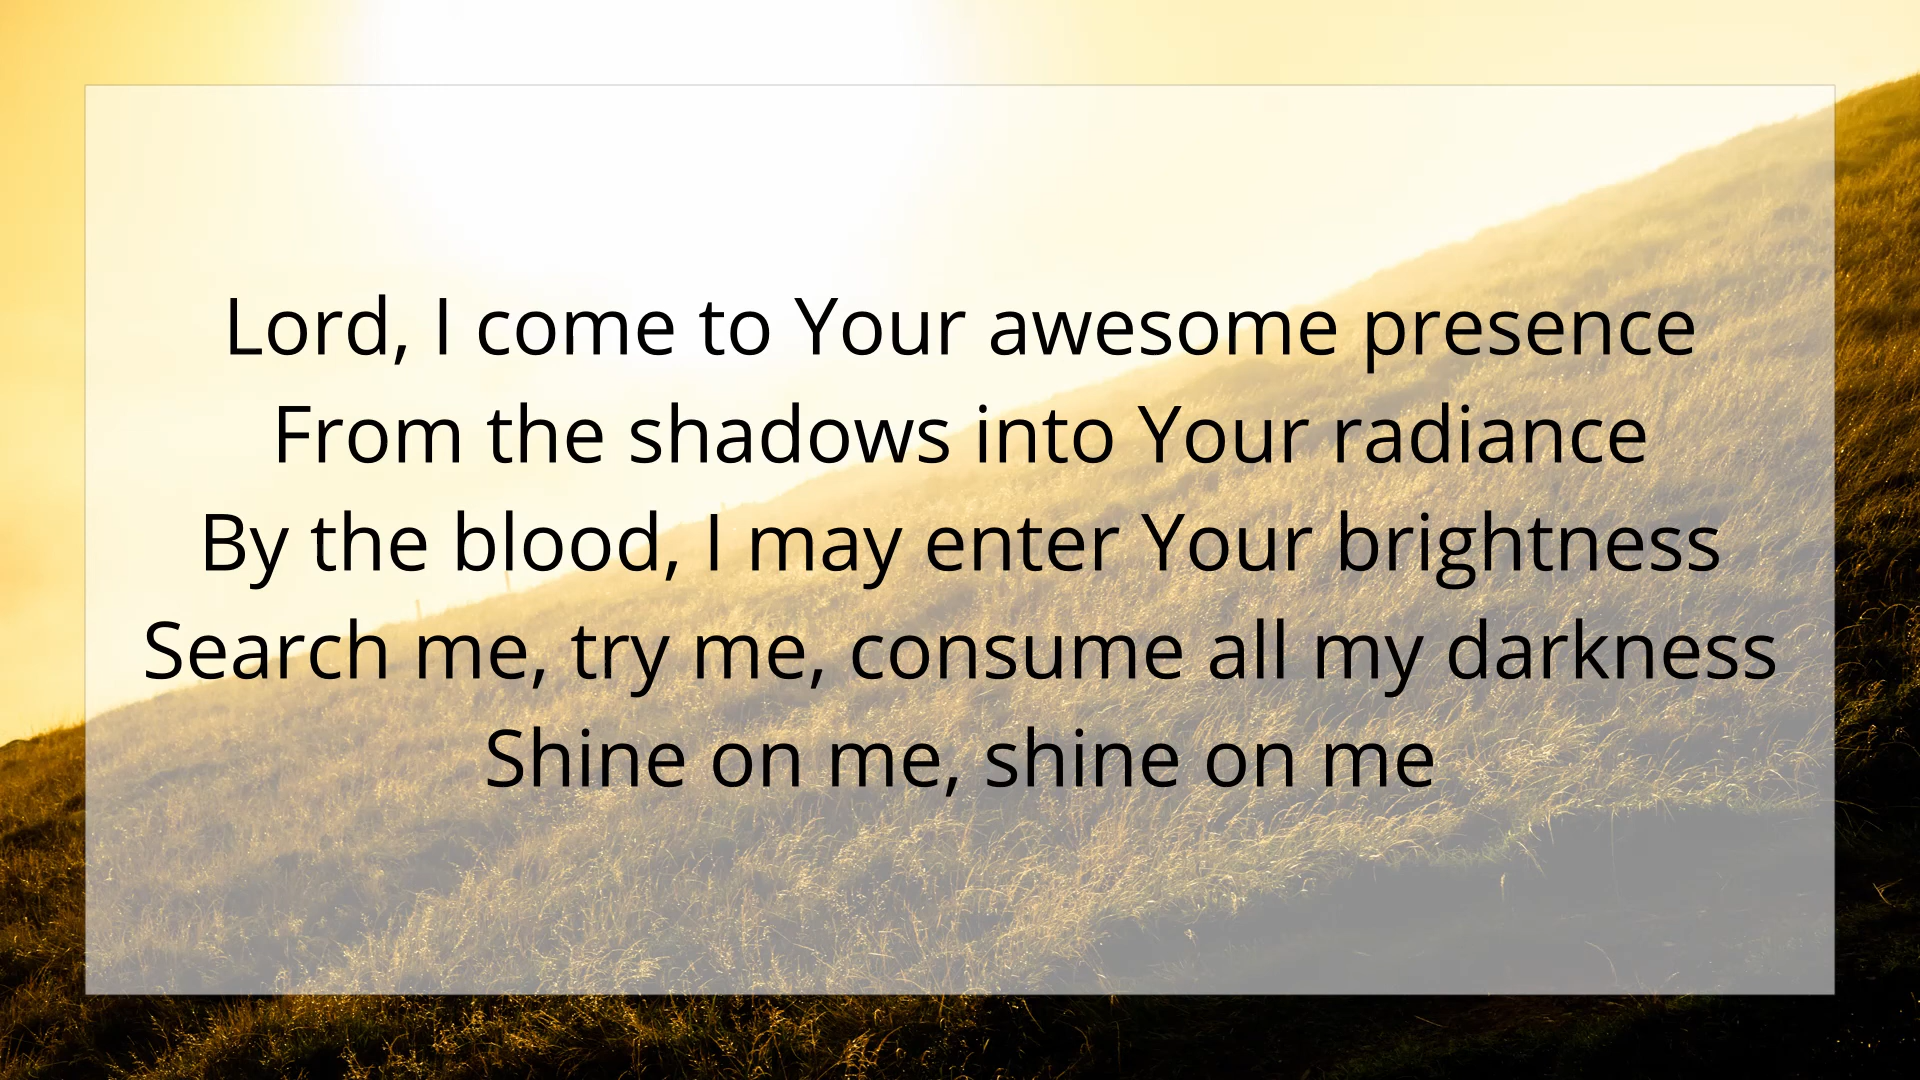 Lord, I come to Your awesome presence
From the shadows into Your radiance
By the blood, I may enter Your brightness
Search me, try me, consume all my darkness
Shine on me, shine on me